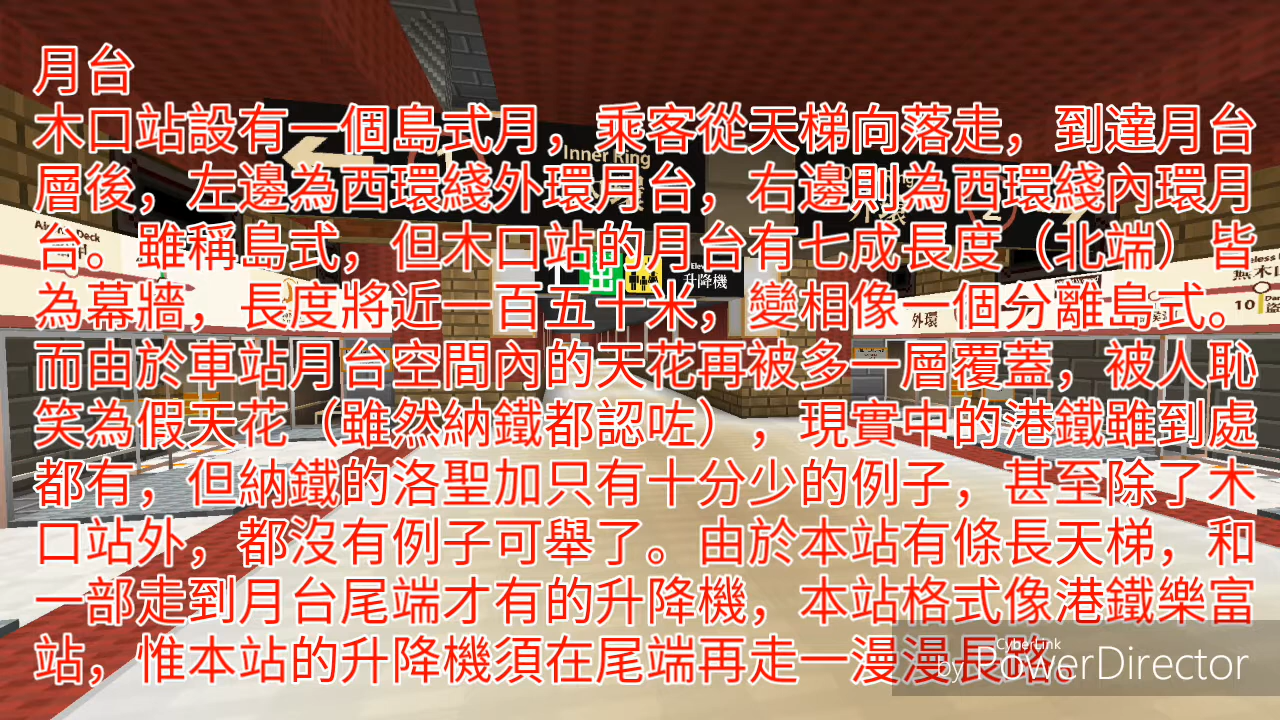 月台
木口站設有一個島式月，乘客從天梯向落走，到達月台
層後，左邊為西環綫外環月台，右邊則為西環綫內環月
台。雖稱島式，但木口站的月台有七成長度（北端）皆
為幕牆，長度將近一百五十米，變相像一個分離島式。
而由於車站月台空間內的天花再被多一層覆蓋，被人恥
笑為假天花（雖然納鐵都認咗），現實中的港鐵雖到處
都有，但納鐵的洛聖加只有十分少的例子，甚至除了木
口站外，都沒有例子可舉了。由於本站有條長天梯，和
一部走到月台尾端才有的升降機，本站格式像港鐵樂富
站，惟本站的升降機須在尾端再走一漫漫長路。
Inner Ring
升降機
外環
10
CyberLink
by PowerDirector